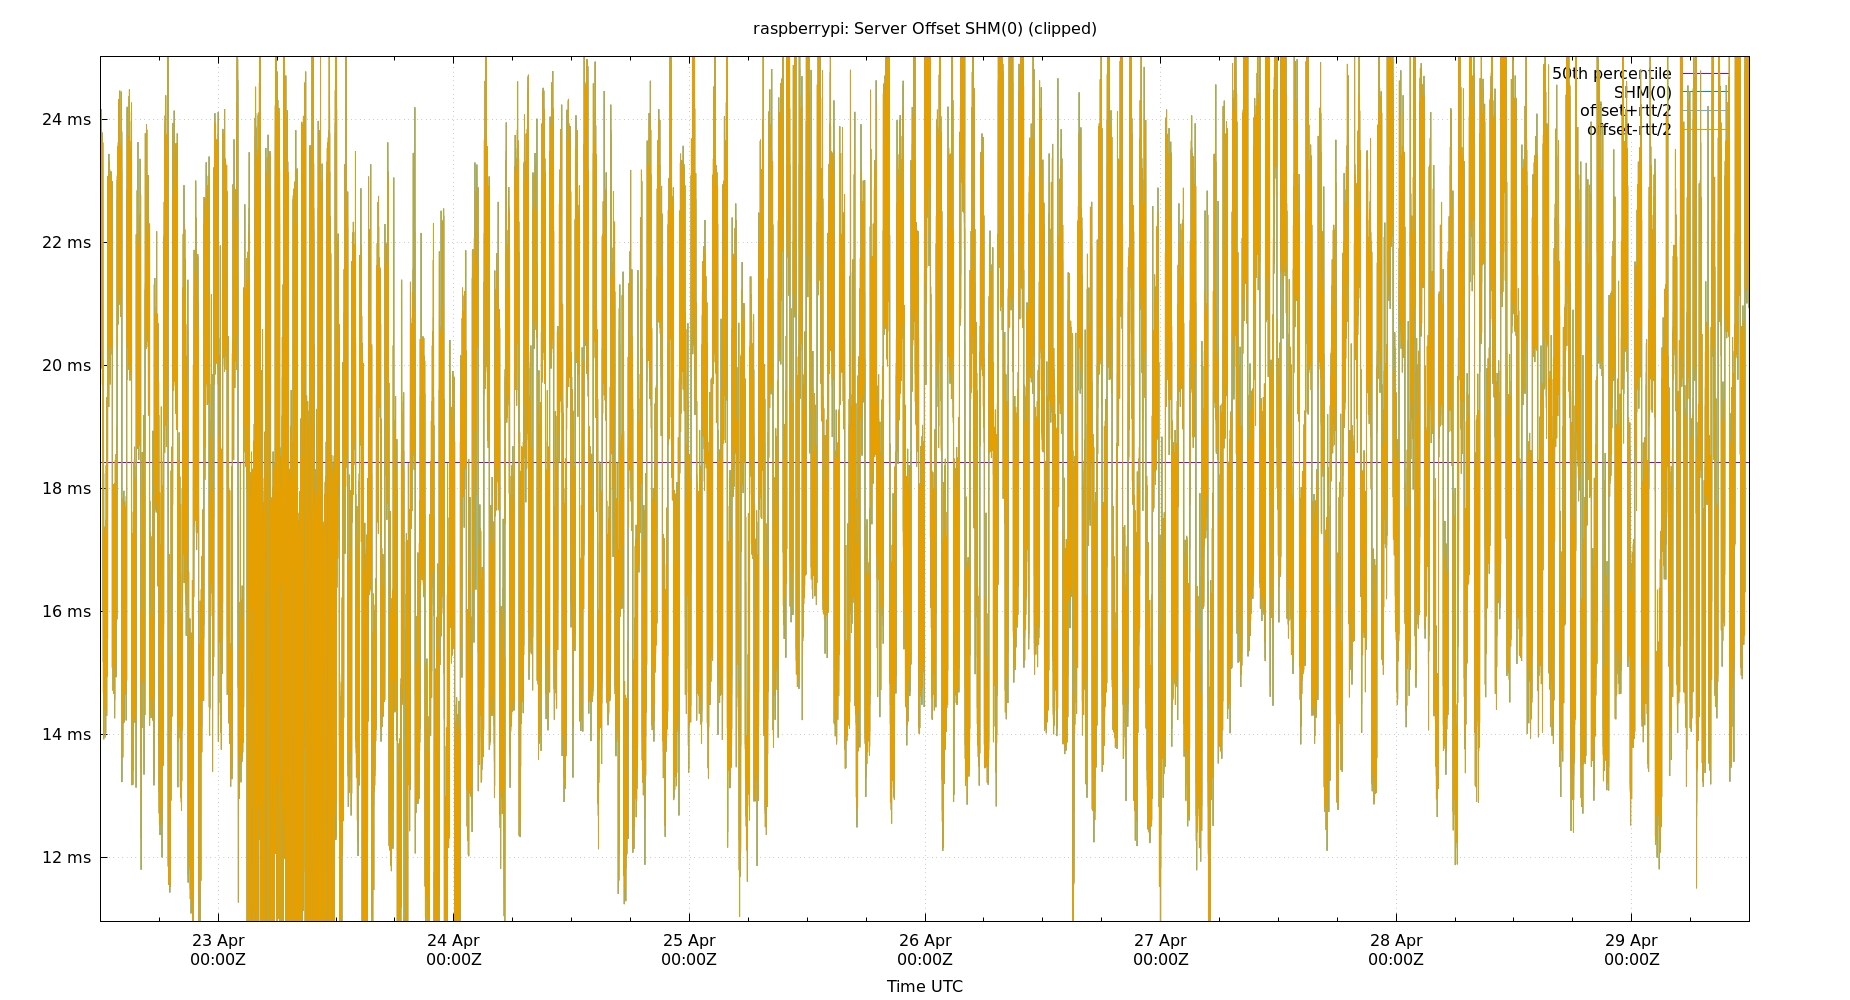 raspberrypi: Server Offset SHM(0) (clipped)
50th percentile
SHM(0)
offset+rtt/2
offset-rtt/2
24 ms
22 ms
20 ms
18 ms
16 ms
14 ms
12 ms
23 Apr 24 Apr 25 Apr 26 Apr 27 Apr 28 Apr 29 Apr
00:00Z 00:00Z 00:00Z 00:00Z 00:00Z 00:00Z 00:00Z
Time UTC